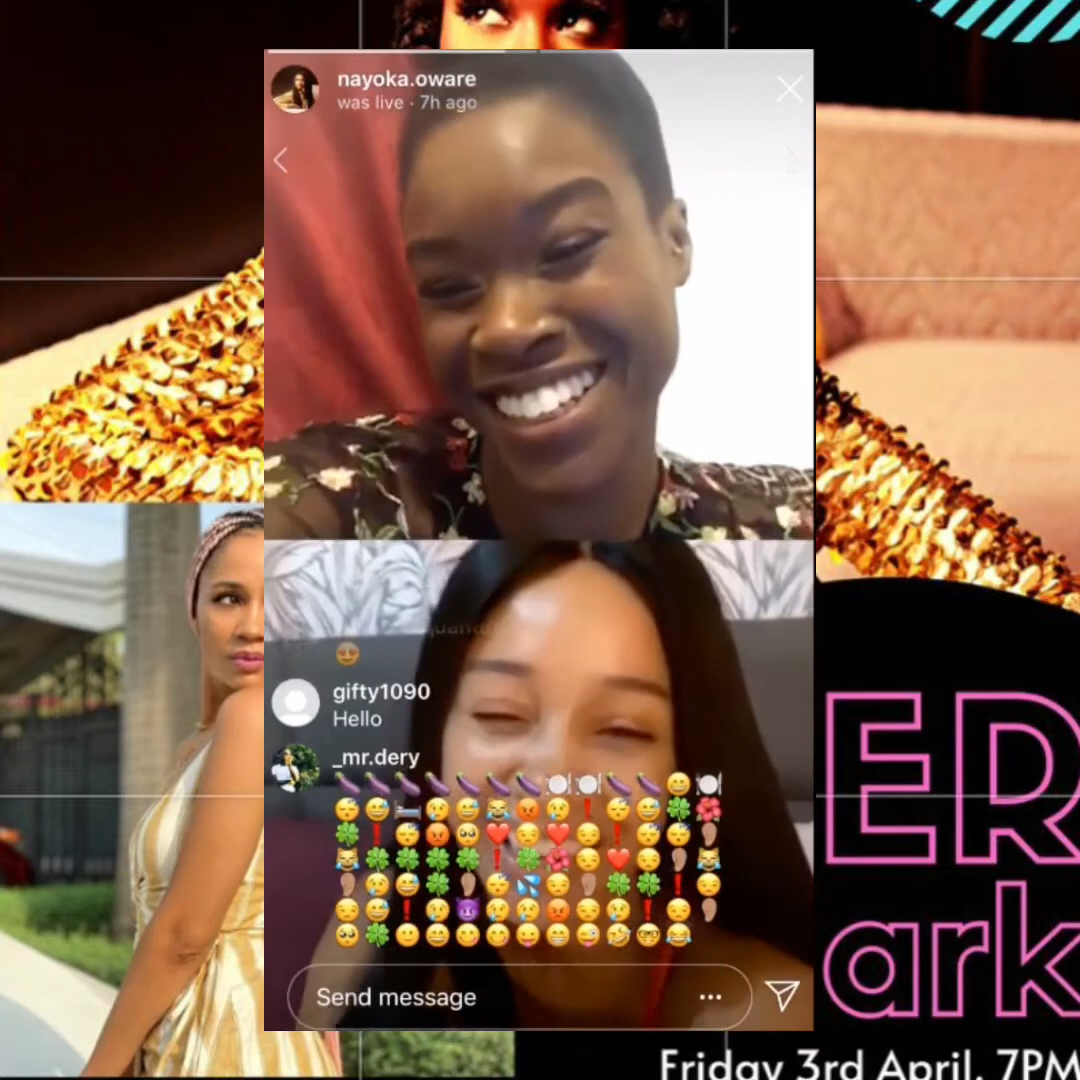 nayoka.oware
was live · 7h ago
gifty1090
Hello
_mr.dery
Send message
ER
ark
Friday 3rd April, 7PM